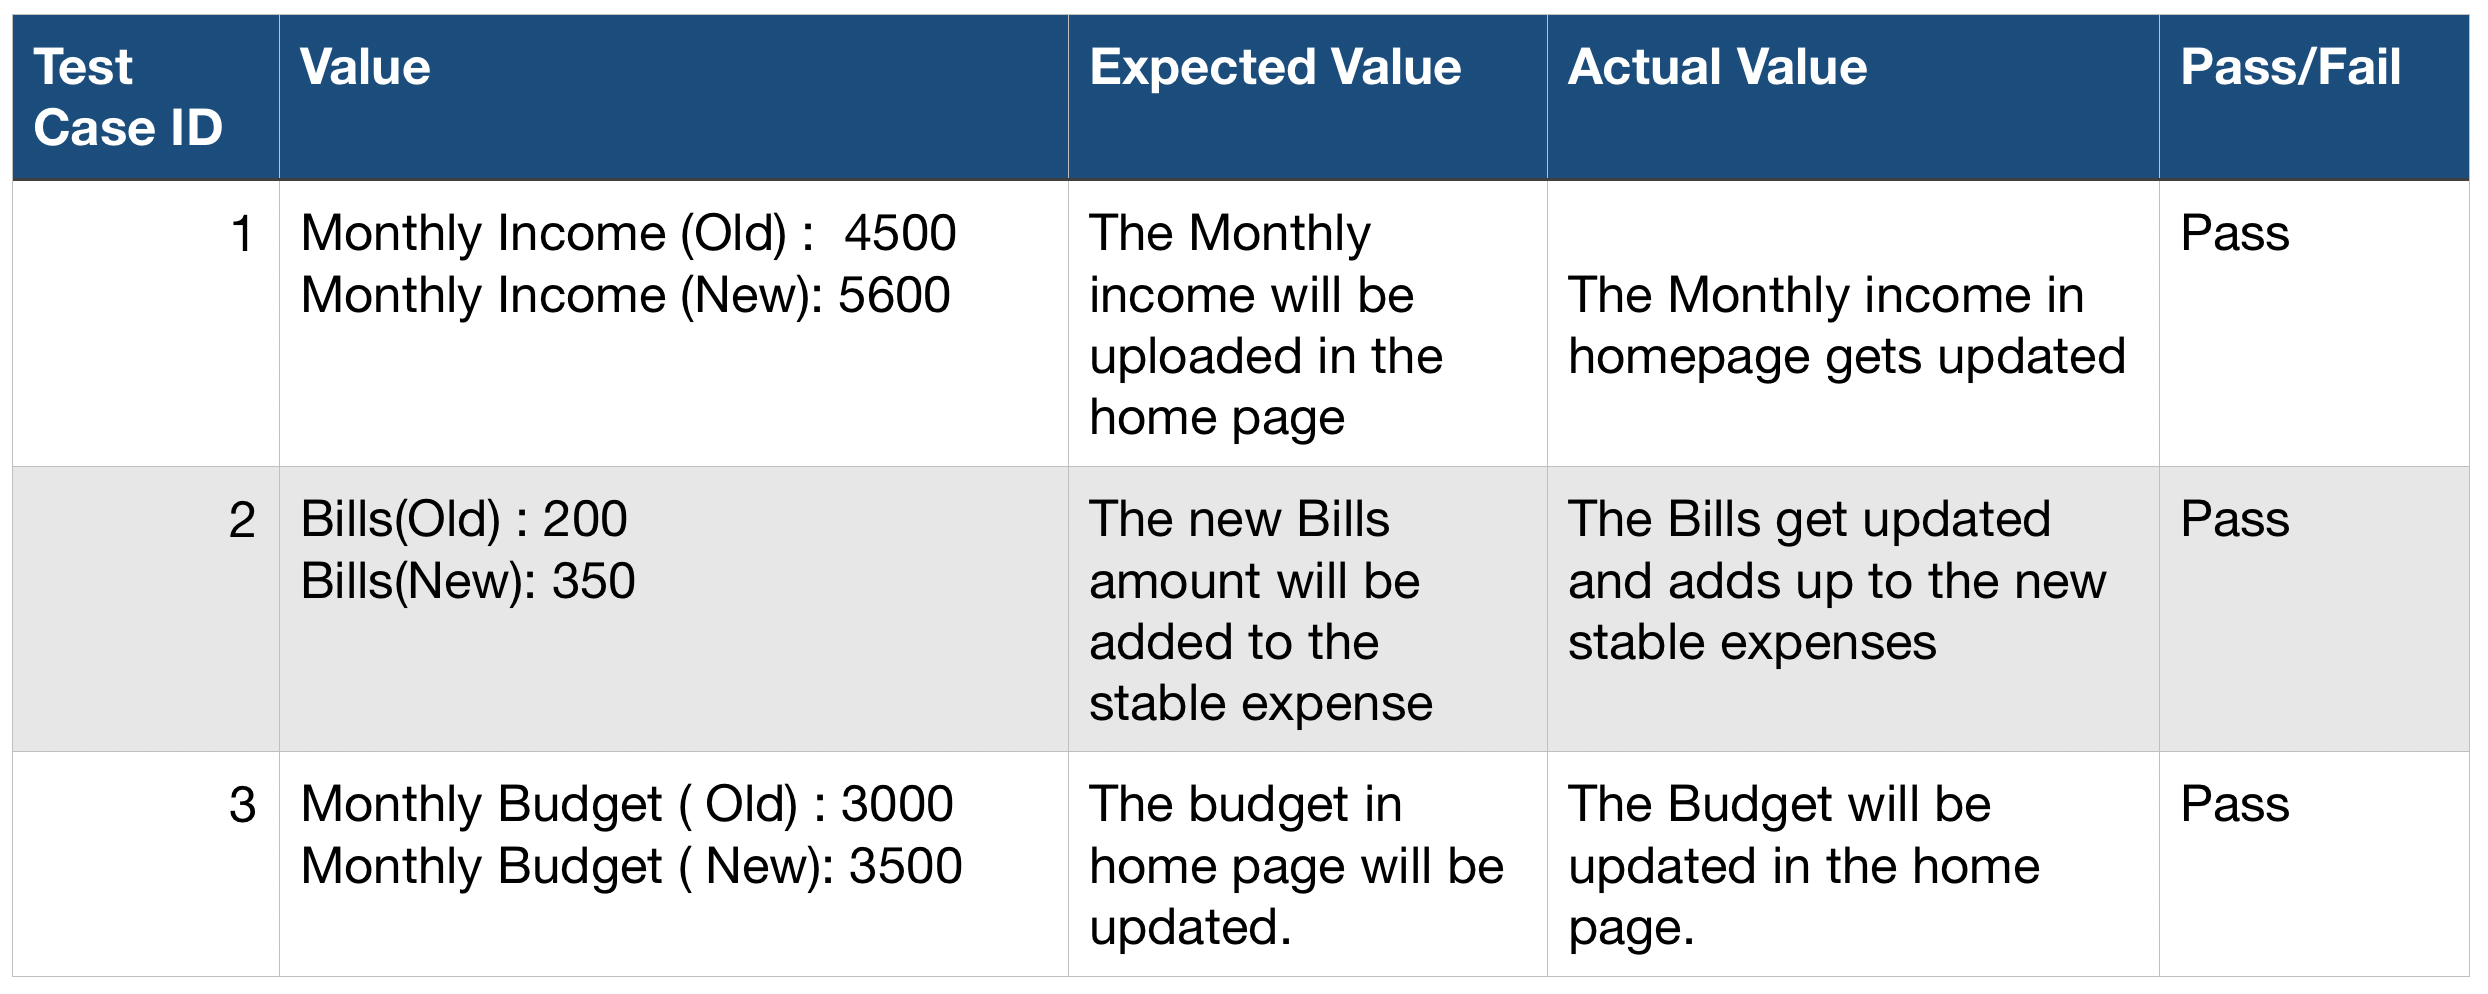 Test
Case ID
Value
Expected Value
Actual Value
Pass/Fail
1
Monthly Income (Old) :  4500
Monthly Income (New): 5600
The Monthly
income will be
uploaded in the
home page
The Monthly income in
homepage gets updated
Pass
2
Bills(Old) : 200
Bills(New): 350
The new Bills
amount will be
added to the
stable expense
The Bills get updated
and adds up to the new
stable expenses
Pass
3
Monthly Budget ( Old) : 3000
Monthly Budget ( New): 3500
The budget in
home page will be
updated.
The Budget will be
updated in the home
page.
Pass